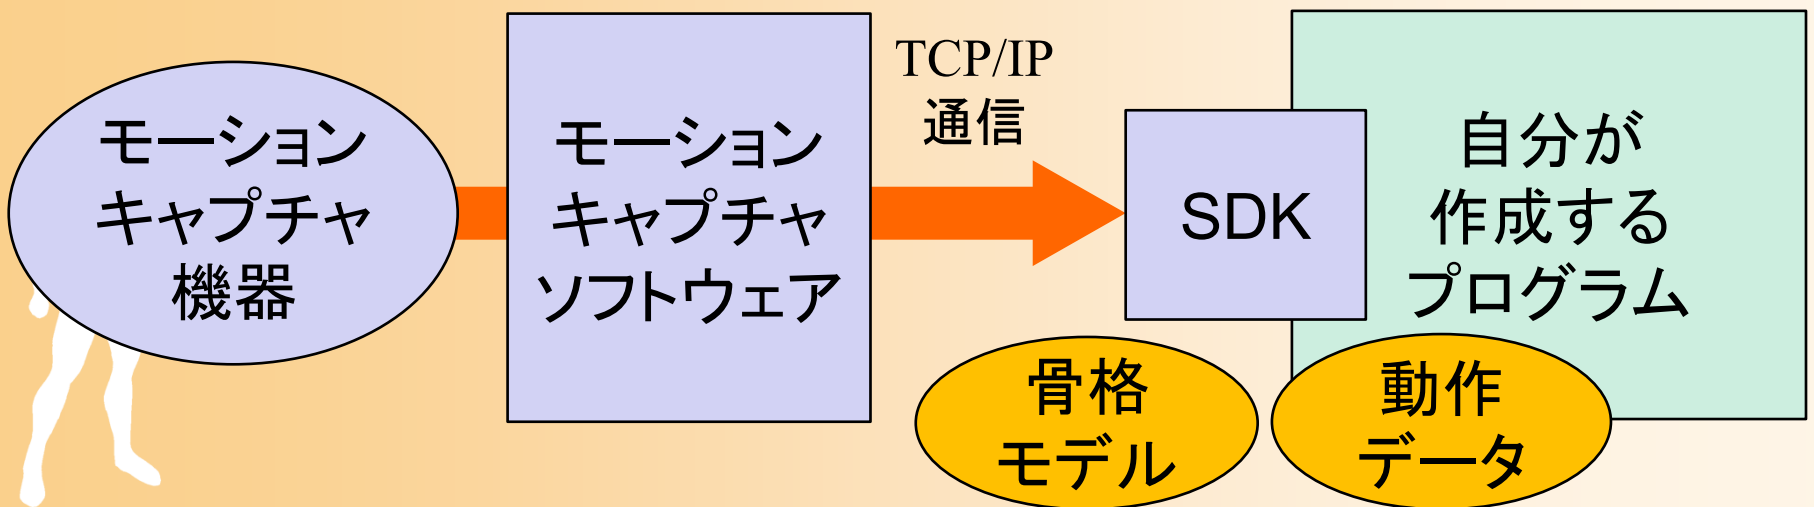 モーション
キャプチャ
機器
モーション
キャプチャ
ソフトウェア
TCP/IP
通信
SDK
自分が
作成する
プログラム
骨格
モデル
動作
データ